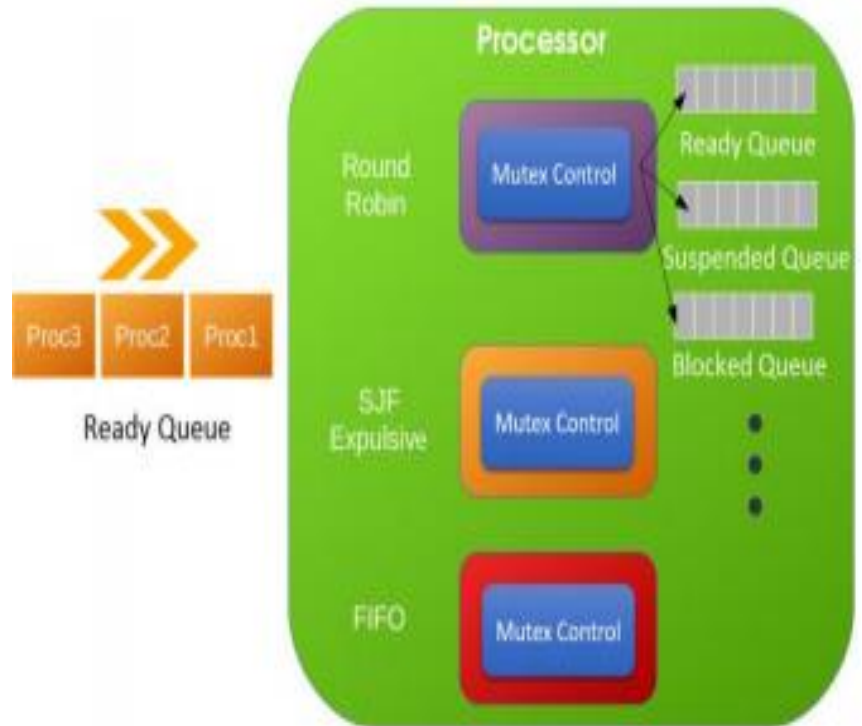 Processor
Round
Robin
Mutex Control
Ready Queue
Suspended Queue
Blocked Queue
Proc3
Proc2
Proc1
Ready Queue
SJF
Expulsive
Mutex Control
FIFO
Mutex Control